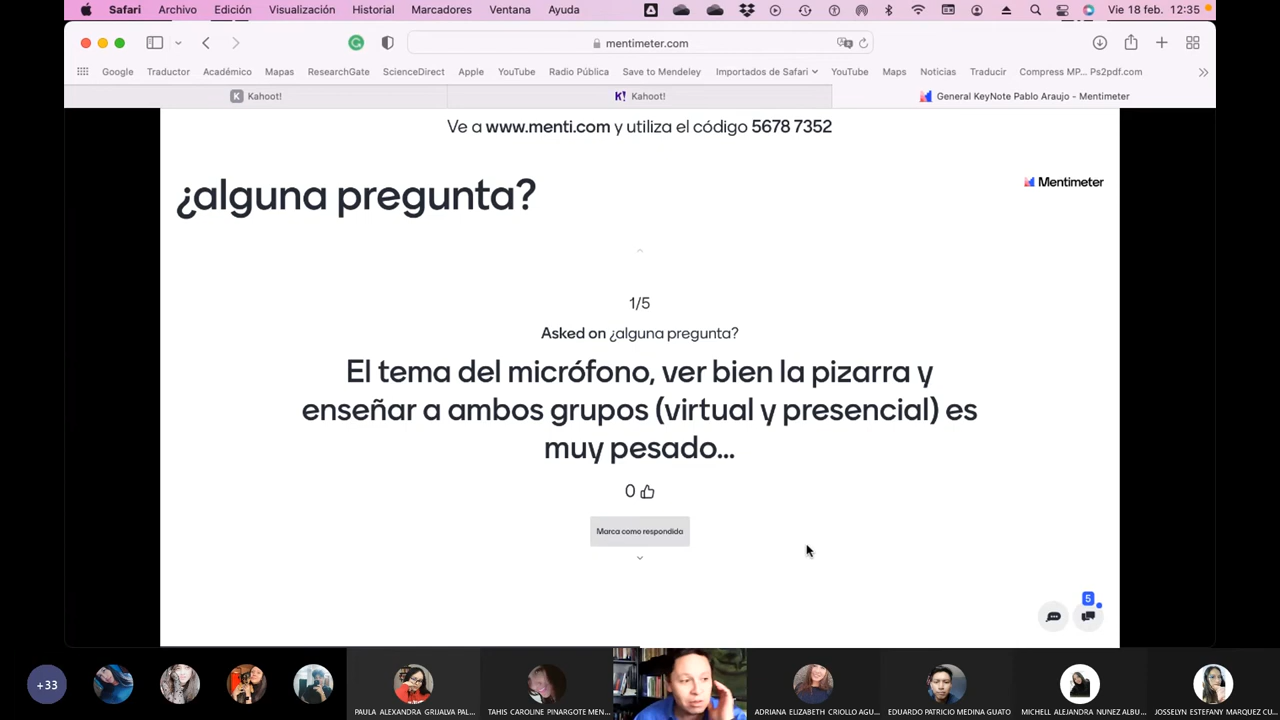 Safari Archivo Edición Visualización Historial Marcadores Ventana Ayuda Vie 18 feb. 12:35
mentimeter.com
Google Traductor Académico Mapas ResearchGate ScienceDirect Apple YouTube Radio Pública Save to Mendeley Importados de Safari YouTube Maps Noticias Traducir Compress MP... Ps2pdf.com
K Kahoot! K! Kahoot! General KeyNote Pablo Araujo - Mentimeter
Ve a www.menti.com y utiliza el código 5678 7352
¿alguna pregunta?
Mentimeter
1/5
Asked on ¿alguna pregunta?
El tema del micrófono, ver bien la pizarra y
enseñar a ambos grupos (virtual y presencial) es
muy pesado...
0
Marca como respondida
5
+33
PAULA ALEXANDRA GRIJALVA PAL... TAHIS CAROLINE PINARGOTE MEN... ADRIANA ELIZABETH CRIOLLO AGU... EDUARDO PATRICIO MEDINA GUATO MICHELL ALEJANDRA NUNEZ ALBU... JOSSELYN ESTEFANY MARQUEZ CU...